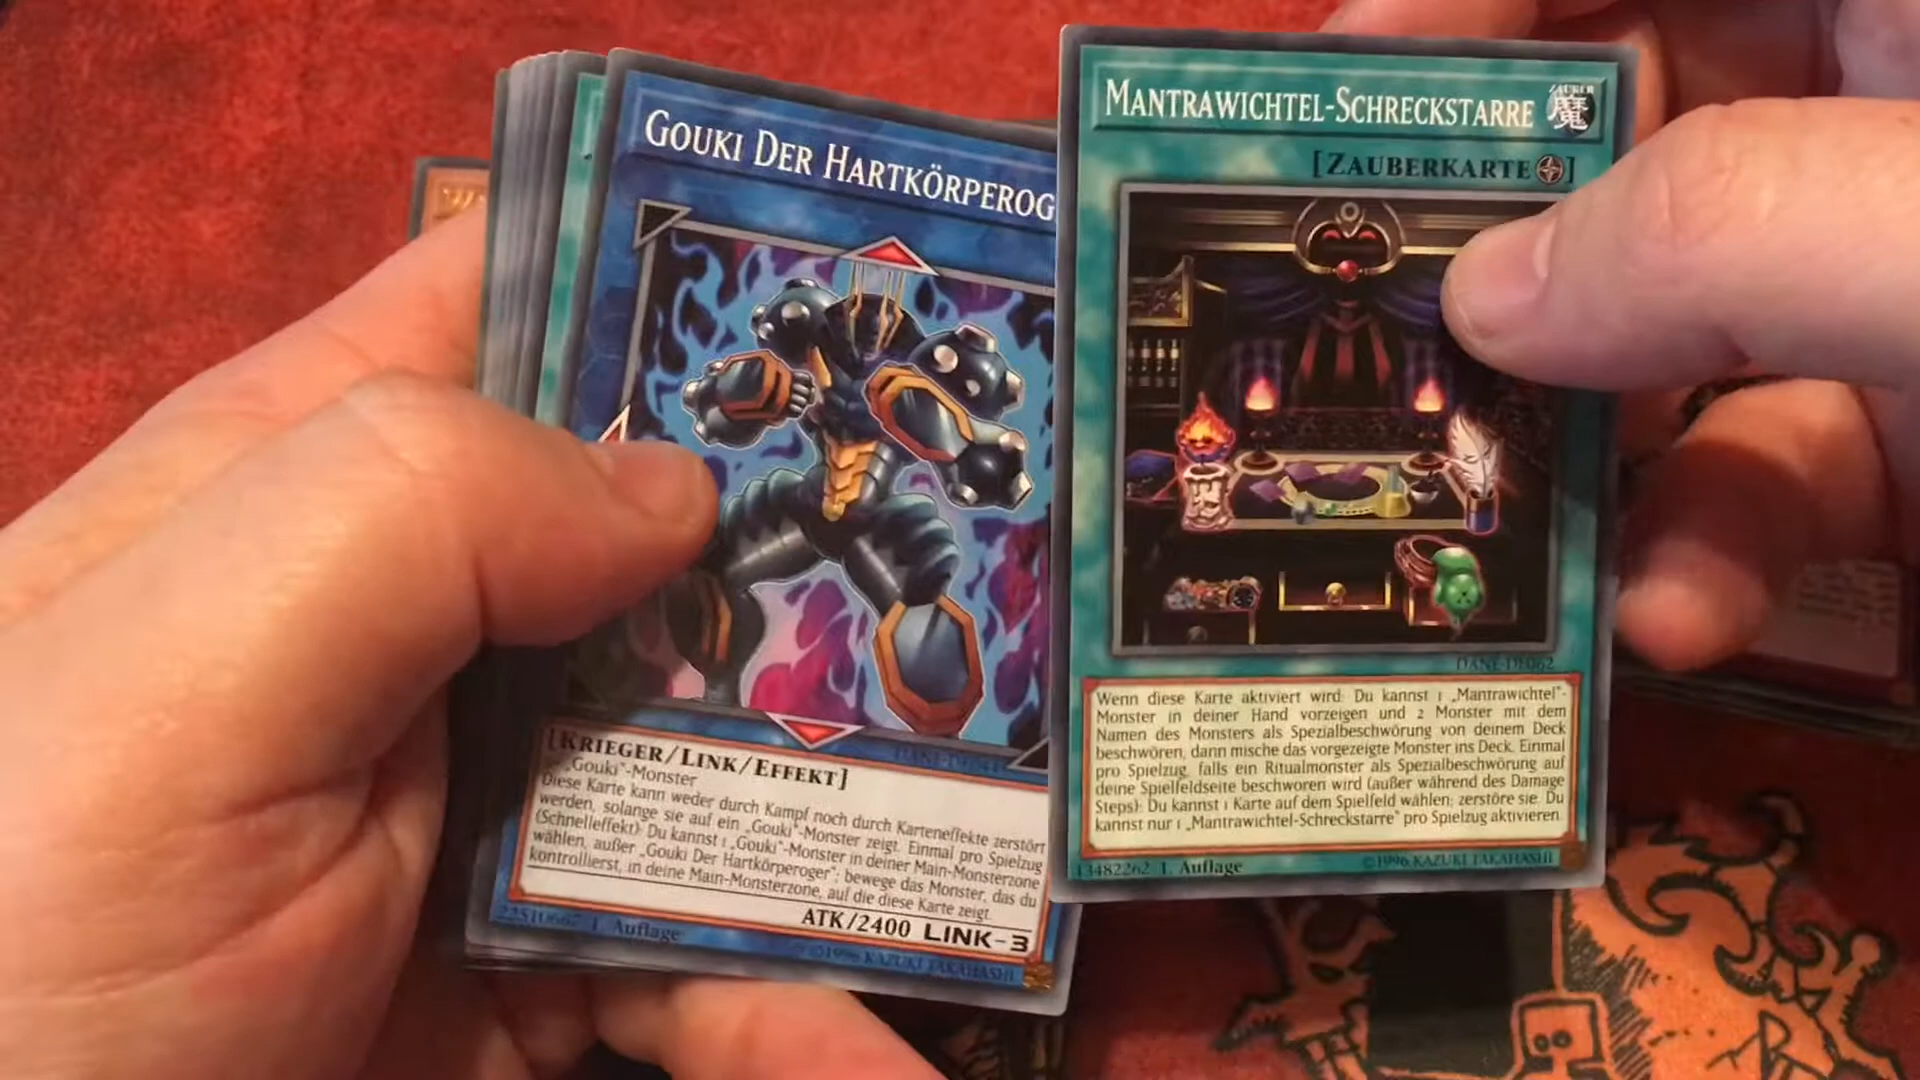 GOUKI DER HARTKÖRPEROG
[KRIEGER/LINK/EFFEKT]
„Gouki"-Monster
Diese Karte kann weder durch Kampf noch durch Karteneffekte zerstört
werden, solange sie auf ein „Gouki"-Monster zeigt. Einmal pro Spielzug
(Schnelleffekt): Du kannst 1 „Gouki"-Monster in deiner Main-Monsterzone
wählen, außer „Gouki Der Hartkörperoger"; bewege das Monster, das du
kontrollierst, in deine Main-Monsterzone, auf die diese Karte zeigt.
ATK/2400 LINK-3
1. Auflage
©1996 KAZUKI TAKAHASHI
MANTRAWICHTEL-SCHRECKSTARRE
ZAUBER
魔
[ZAUBERKARTE]
DANE-DE062
Wenn diese Karte aktiviert wird: Du kannst 1 „Mantrawichtel"-
Monster in deiner Hand vorzeigen und 2 Monster mit dem
Namen des Monsters als Spezialbeschwörung von deinem Deck
beschwören, dann mische das vorgezeigte Monster ins Deck. Einmal
pro Spielzug, falls ein Ritualmonster als Spezialbeschwörung auf
deine Spielfeldseite beschworen wird (außer während des Damage
Steps): Du kannst 1 Karte auf dem Spielfeld wählen; zerstöre sie. Du
kannst nur 1 „Mantrawichtel-Schreckstarre" pro Spielzug aktivieren.
13482262 1. Auflage
©1996 KAZUKI TAKAHASHI